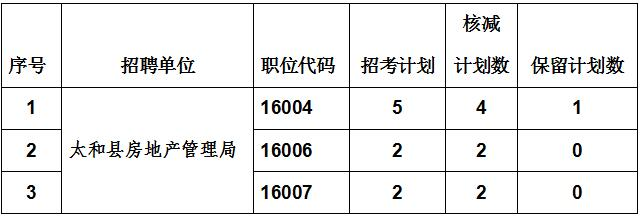 序号 招聘单位 职位代码 招考计划 核减计划数 保留计划数
1 太和县房地产管理局 16004 5 4 1
2 16006 2 2 0
3 16007 2 2 0